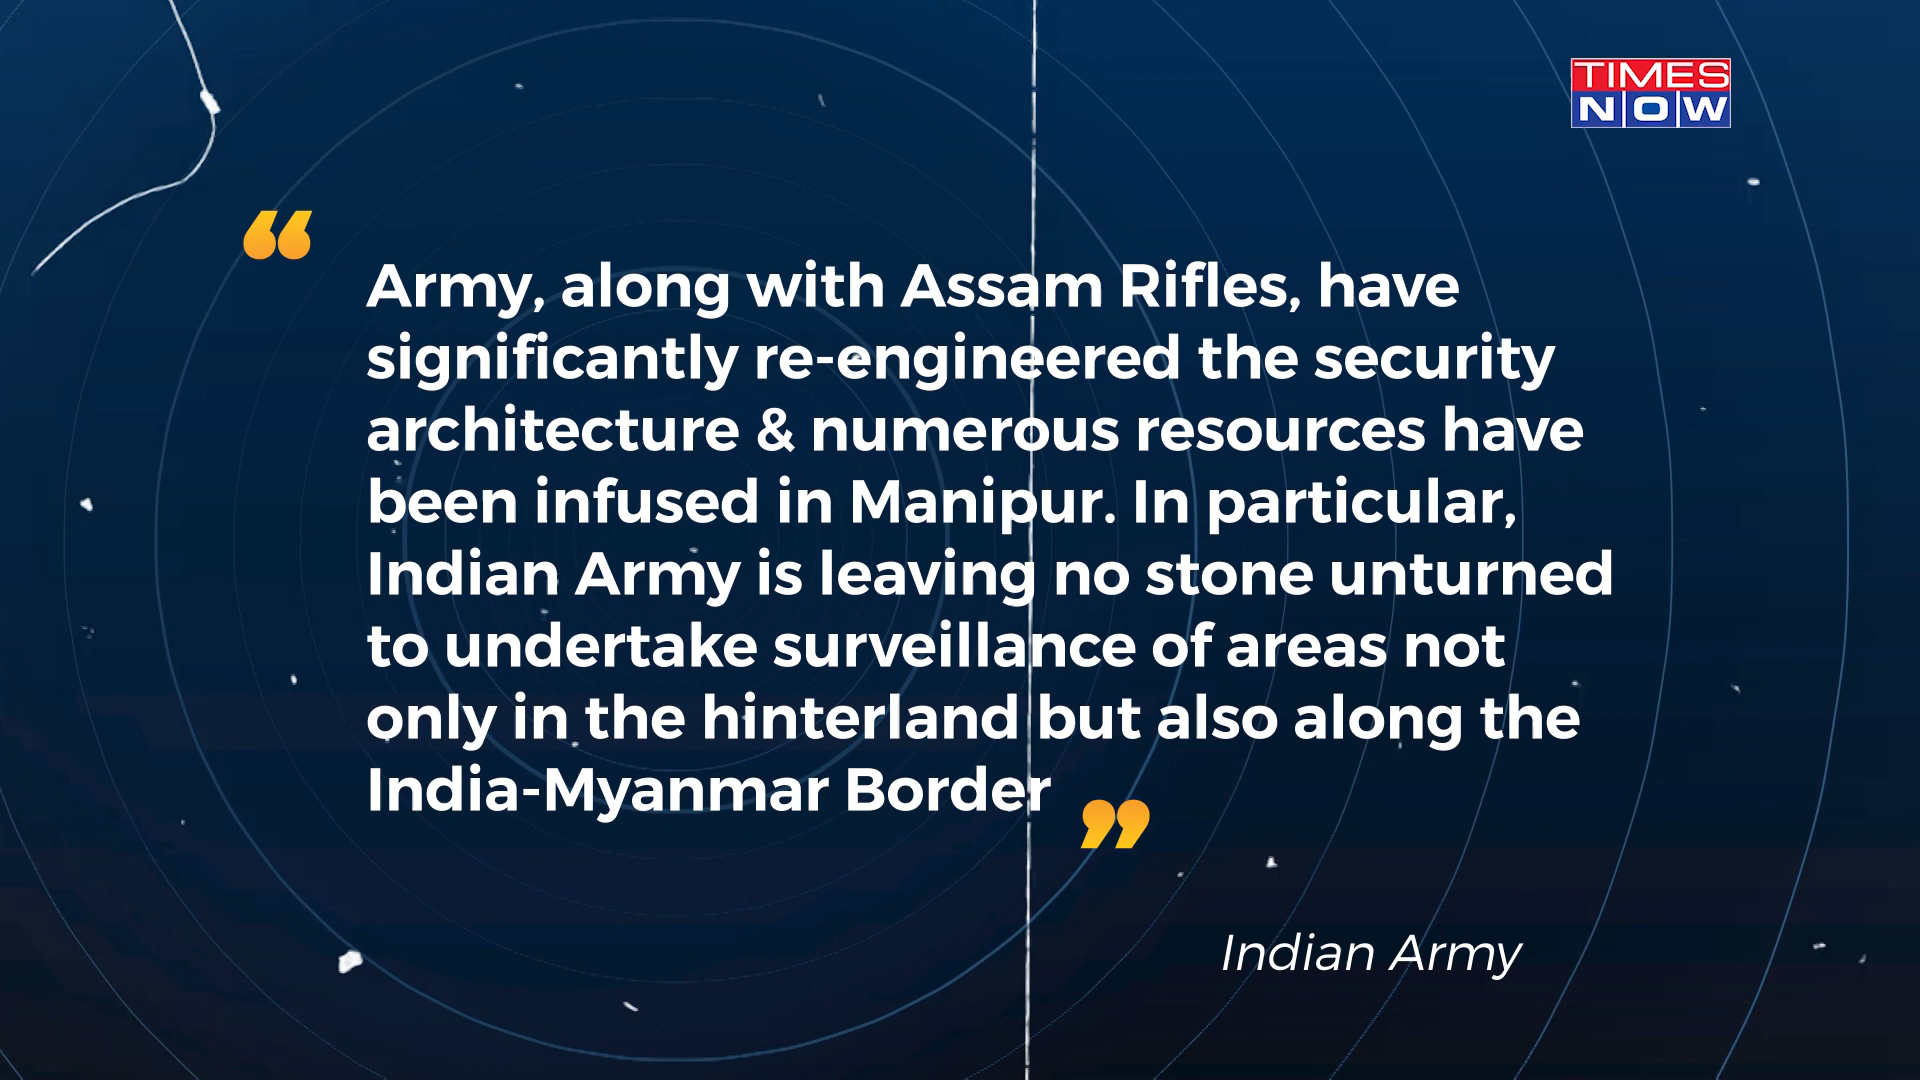 TIMES
NOW
“
Army, along with Assam Rifles, have
significantly re-engineered the security
architecture & numerous resources have
been infused in Manipur. In particular,
Indian Army is leaving no stone unturned
to undertake surveillance of areas not
only in the hinterland but also along the
India-Myanmar Border
”
Indian Army